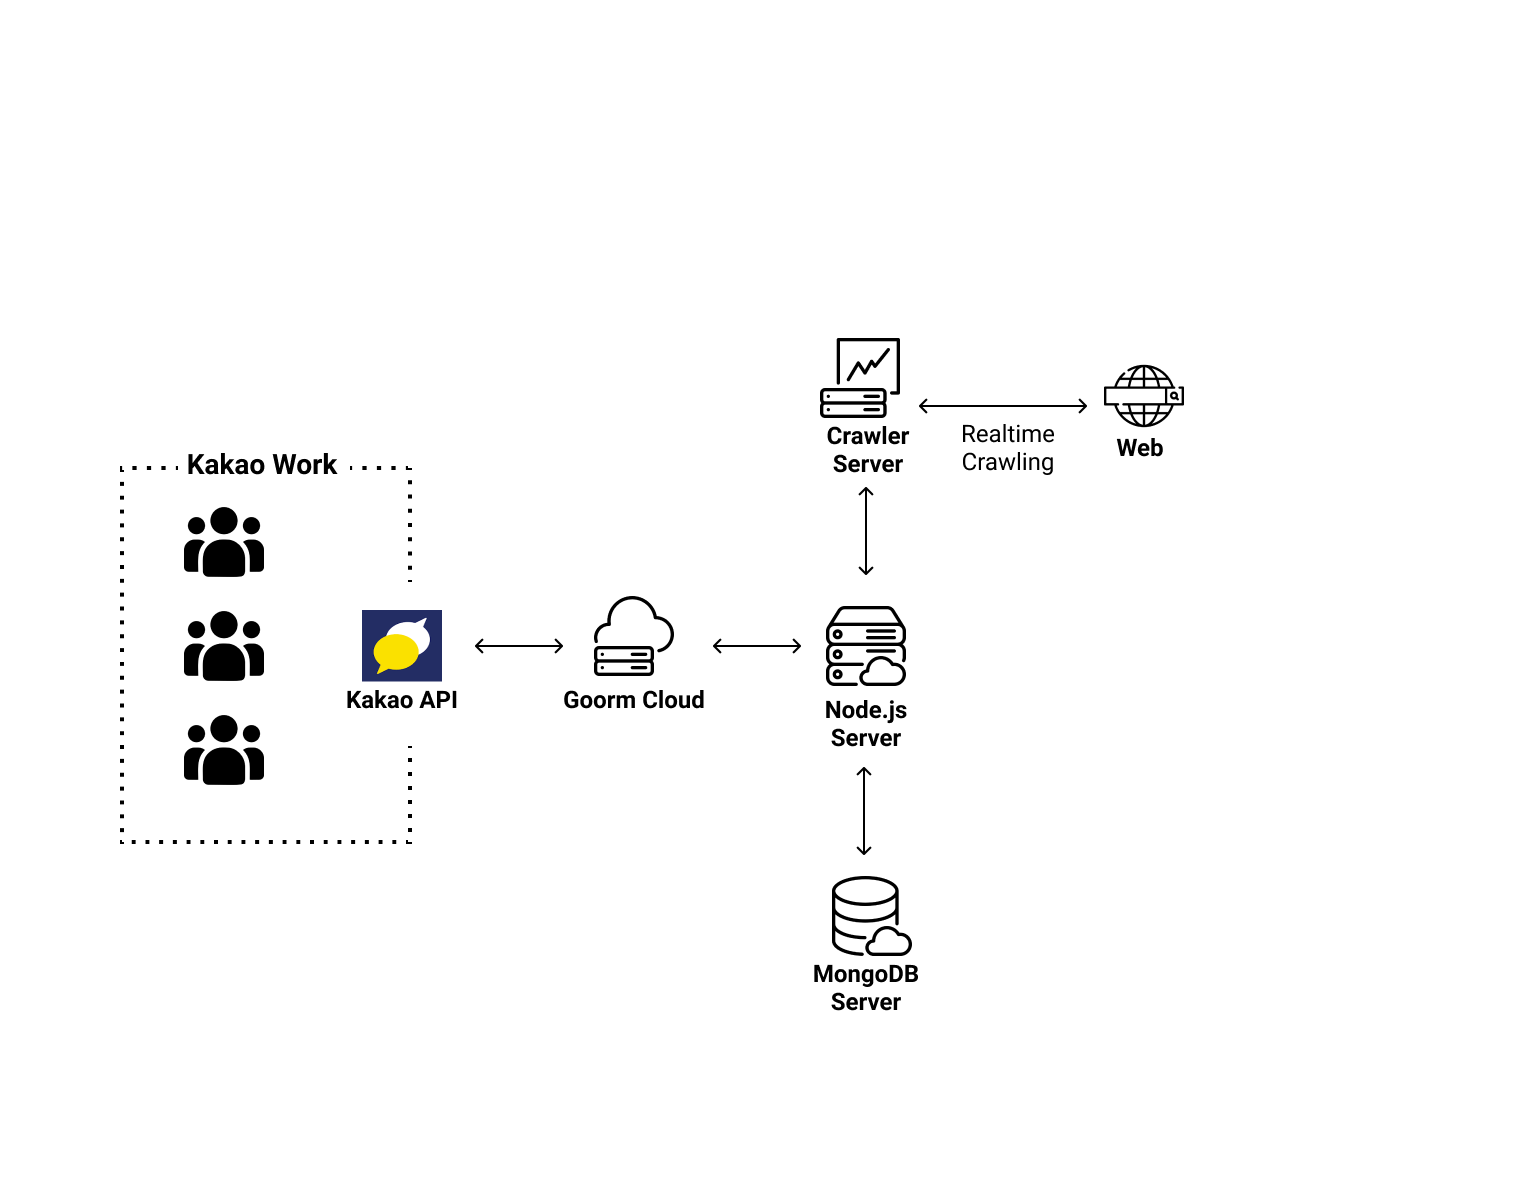 Crawler
Server
Realtime
Crawling
Web
Kakao Work
Kakao API
Goorm Cloud
Node.js
Server
MongoDB
Server